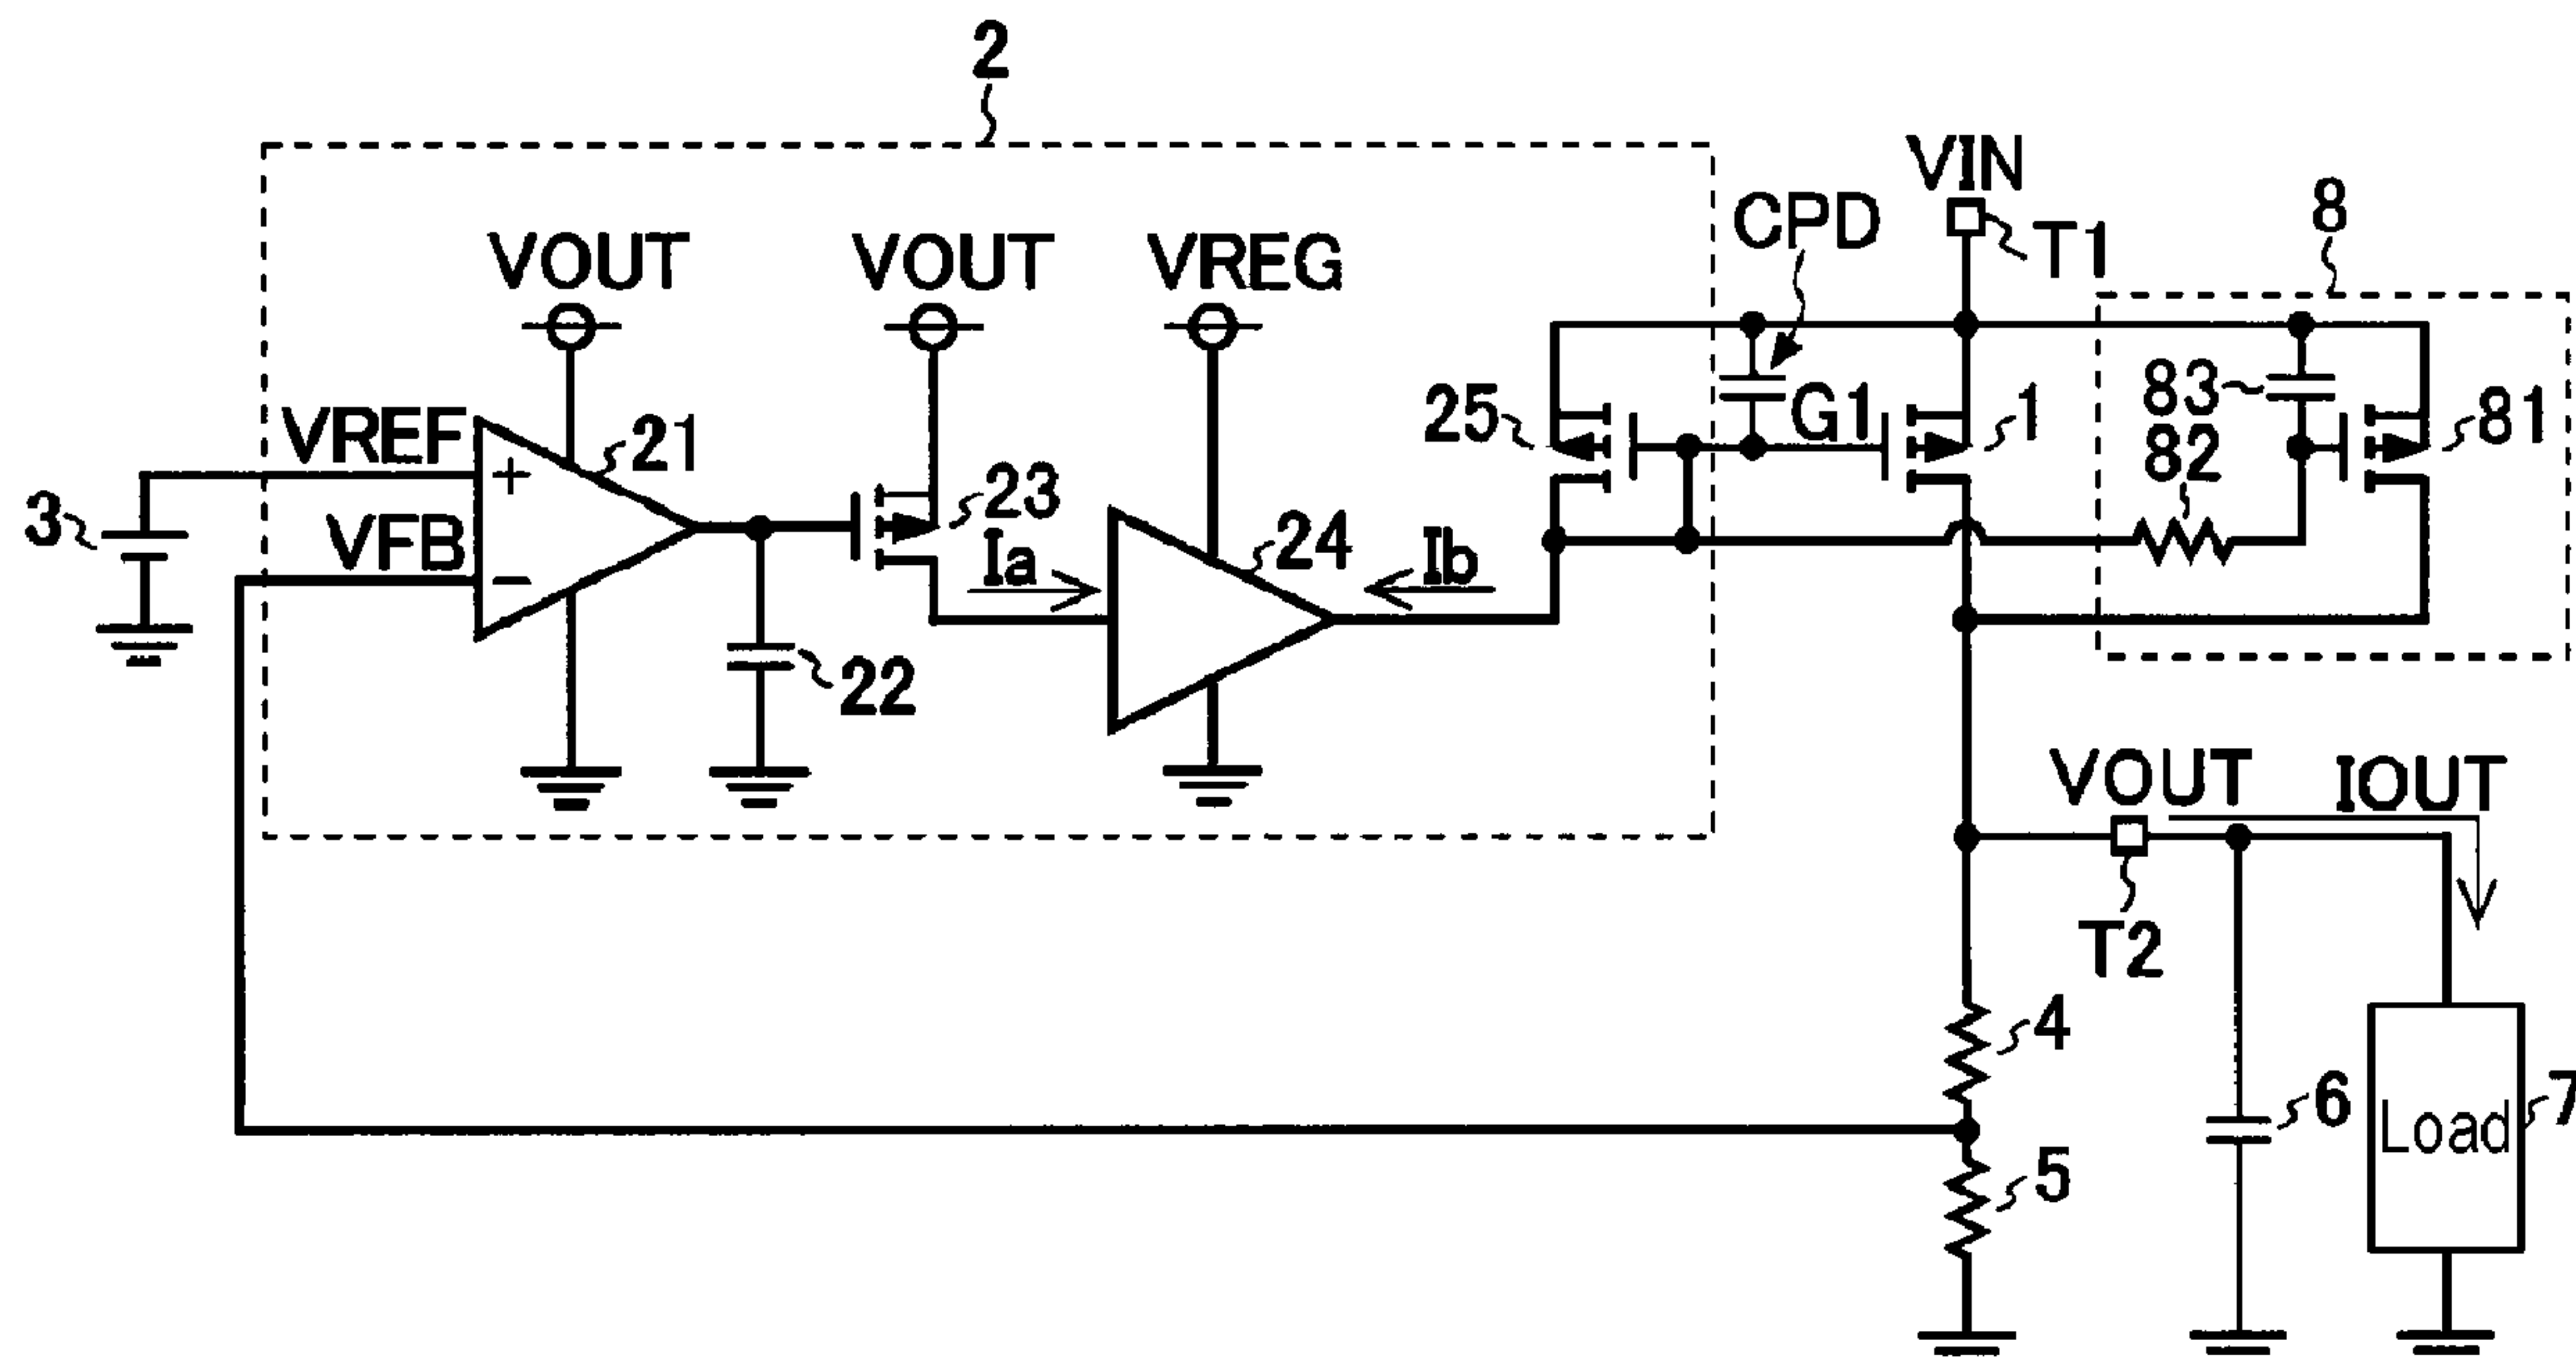 2
VIN
T1
8
CPD
VOUT
VOUT
VREG
VREF
+
21
VFB
-
3
22
23
Ia
24
Ib
25
G1
1
83
82
81
VOUT
IOUT
T2
4
5
6
Load
7